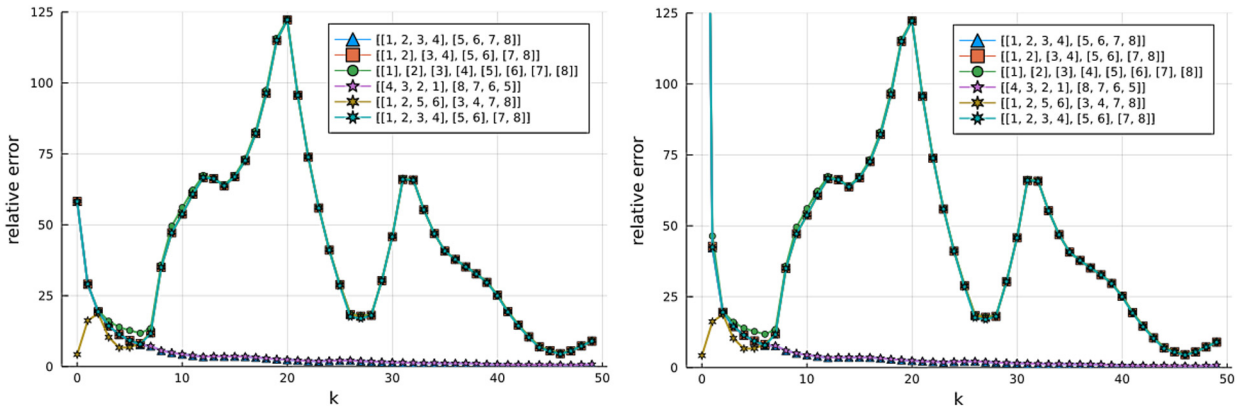 125
100
75
50
25
0
relative error
[[1, 2, 3, 4], [5, 6, 7, 8]]
[[1, 2], [3, 4], [5, 6], [7, 8]]
[[1], [2], [3], [4], [5], [6], [7], [8]]
[[4, 3, 2, 1], [8, 7, 6, 5]]
[[1, 2, 5, 6], [3, 4, 7, 8]]
[[1, 2, 3, 4], [5, 6], [7, 8]]
0 10 20 30 40 50
k
125
100
75
50
25
0
relative error
[[1, 2, 3, 4], [5, 6, 7, 8]]
[[1, 2], [3, 4], [5, 6], [7, 8]]
[[1], [2], [3], [4], [5], [6], [7], [8]]
[[4, 3, 2, 1], [8, 7, 6, 5]]
[[1, 2, 5, 6], [3, 4, 7, 8]]
[[1, 2, 3, 4], [5, 6], [7, 8]]
0 10 20 30 40 50
k